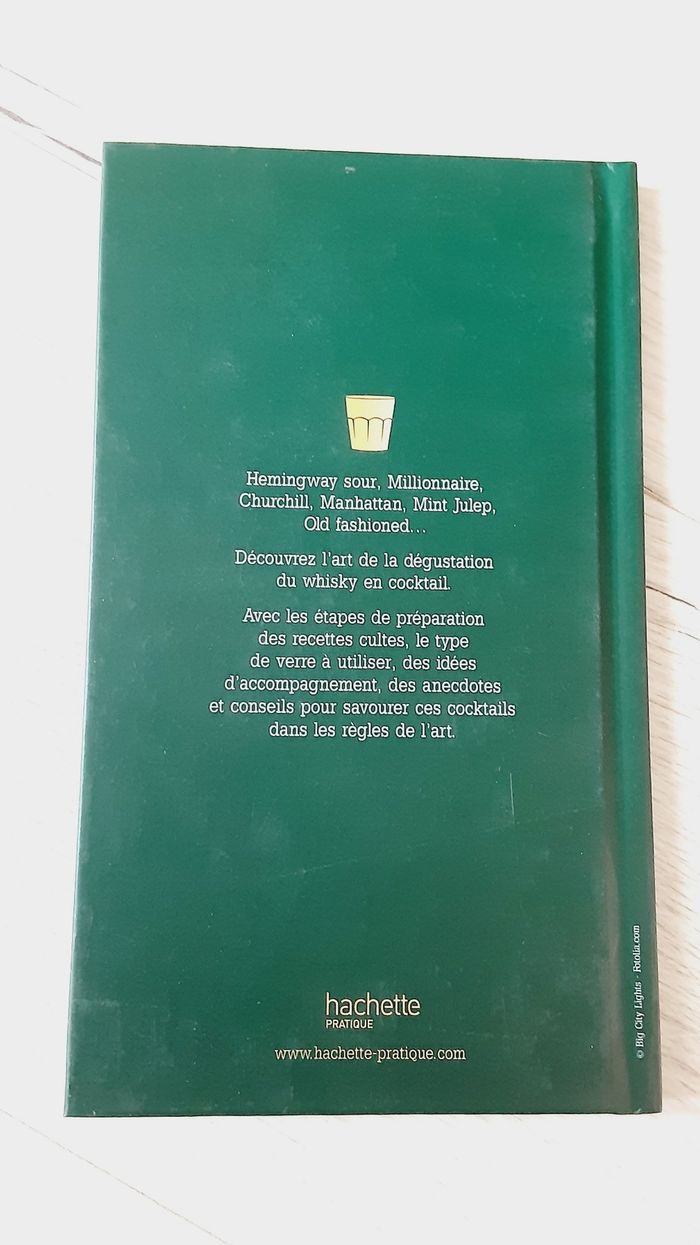 Hemingway sour, Millionnaire,
Churchill, Manhattan, Mint Julep,
Old fashioned...
Découvrez l'art de la dégustation
du whisky en cocktail.
Avec les étapes de préparation
des recettes cultes, le type
de verre à utiliser, des idées
d'accompagnement, des anecdotes
et conseils pour savourer ces cocktails
dans les règles de l'art.
hachette
PRATIQUE
www.hachette-pratique.com
© Big City Lights - Fotolia.com